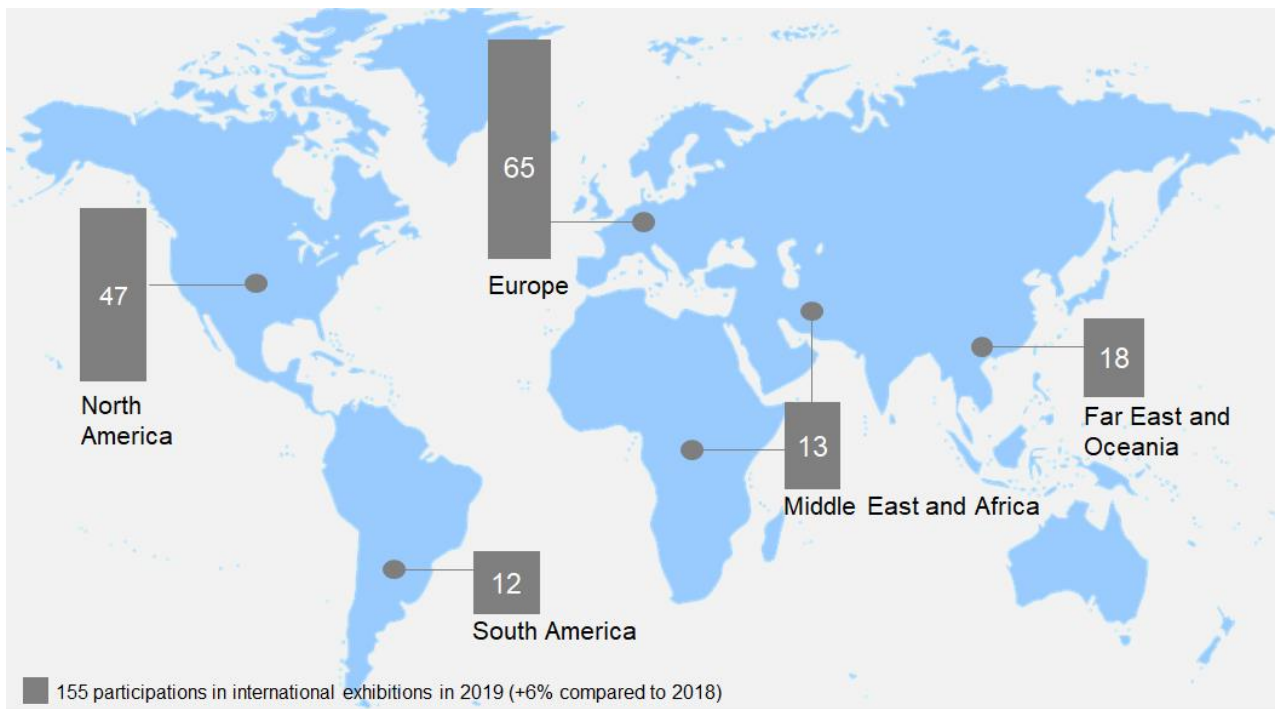 65
Europe
47
North
America
18
Far East and
Oceania
13
Middle East and Africa
12
South America
155 participations in international exhibitions in 2019 (+6% compared to 2018)